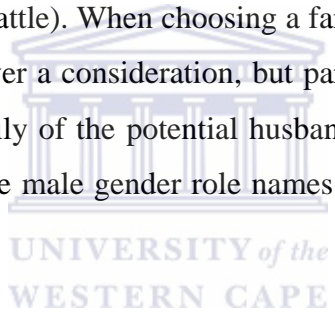 attle). When choosing a fa
er a consideration, but pa
ly of the potential husban
e male gender role names
UNIVERSITY of the
WESTERN CAPE